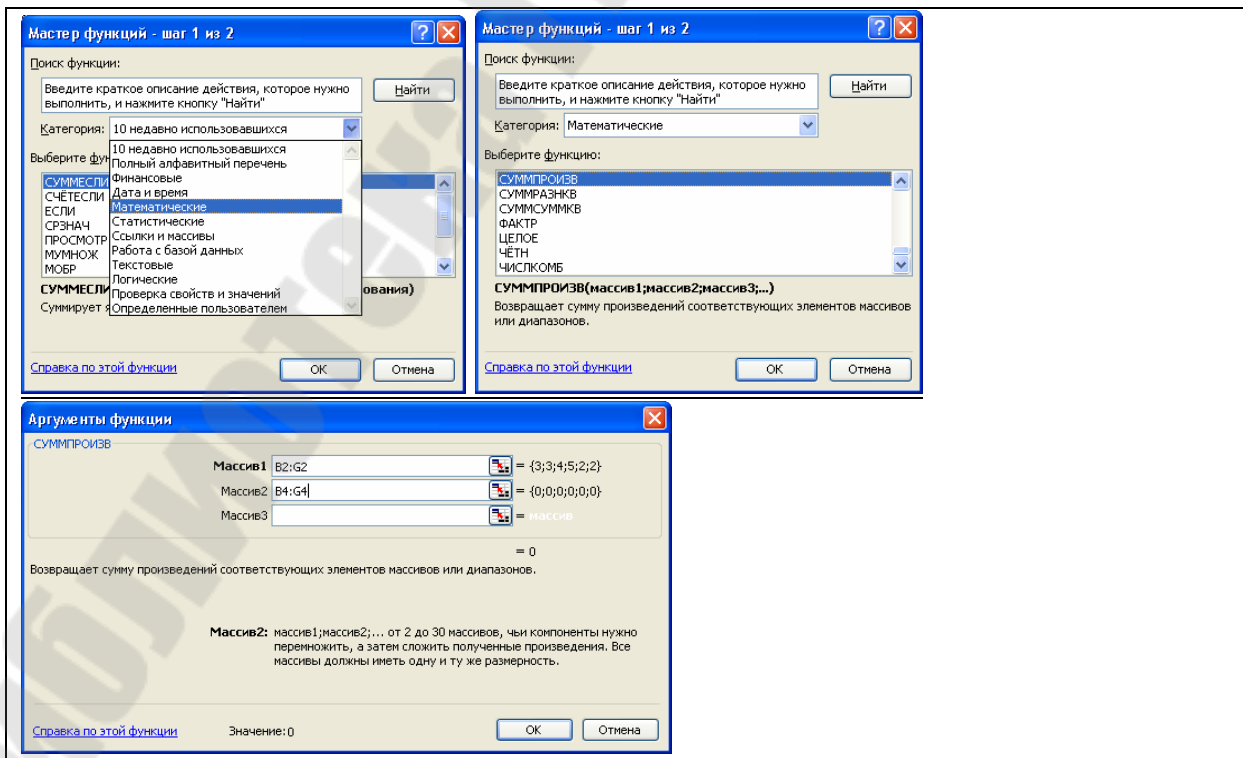 Мастер функций - шаг 1 из 2
Поиск функции:
Введите краткое описание действия, которое нужно
выполнить, и нажмите кнопку "Найти"
Найти
Категория: 10 недавно использовавшихся
10 недавно использовавшихся
Полный алфавитный перечень
Финансовые
Дата и время
Математические
Статистические
Ссылки и массивы
Работа с базой данных
Текстовые
Логические
Проверка свойств и значений
Определенные пользователем
Выберите фун
СУММЕСЛИ
СЧЁТЕСЛИ
ЕСЛИ
СРЗНАЧ
ПРОСМОТР
МУМНОЖ
МОБР
СУММЕСЛИ ования)
Суммирует я
Справка по этой функции
ОК
Отмена
Мастер функций - шаг 1 из 2
Поиск функции:
Введите краткое описание действия, которое нужно
выполнить, и нажмите кнопку "Найти"
Найти
Категория: Математические
Выберите функцию:
СУММПРОИЗВ
СУММРАЗНКВ
СУММСУММКВ
ФАКТР
ЦЕЛОЕ
ЧЁТН
ЧИСЛКОМБ
СУММПРОИЗВ(массив1;массив2;массив3;...)
Возвращает сумму произведений соответствующих элементов массивов
или диапазонов.
Справка по этой функции
ОК
Отмена
Аргументы функции
СУММПРОИЗВ
Массив1 B2:G2 = {3;3;4;5;2;2}
Массив2 B4:G4 = {0;0;0;0;0;0}
Массив3 = массив
= 0
Возвращает сумму произведений соответствующих элементов массивов или диапазонов.
Массив2: массив1;массив2;... от 2 до 30 массивов, чьи компоненты нужно
перемножить, а затем сложить полученные произведения. Все
массивы должны иметь одну и ту же размерность.
Справка по этой функции
Значение:0
ОК
Отмена